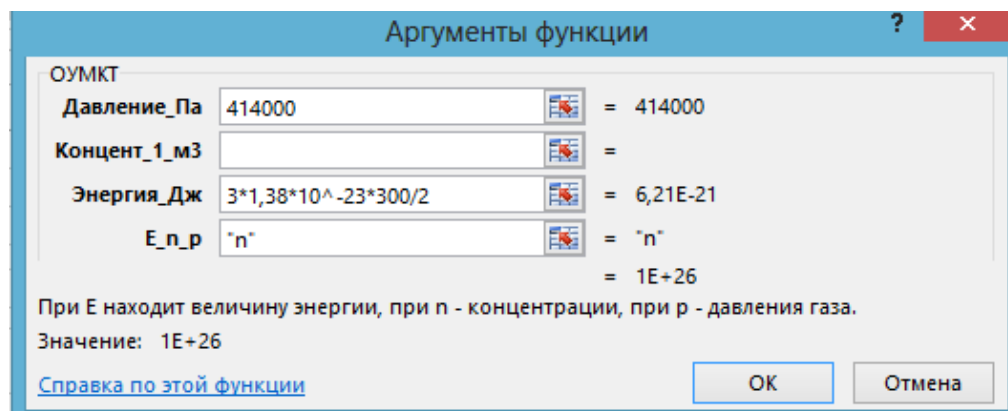 Аргументы функции ? ×
ОУМКТ
Давление_Па 414000 = 414000
Концент_1_м3 =
Энергия_Дж 3*1,38*10^-23*300/2 = 6,21E-21
E_n_p "n" = "n"
= 1E+26
При E находит величину энергии, при n - концентрации, при p - давления газа.
Значение: 1E+26
Справка по этой функции ОК Отмена